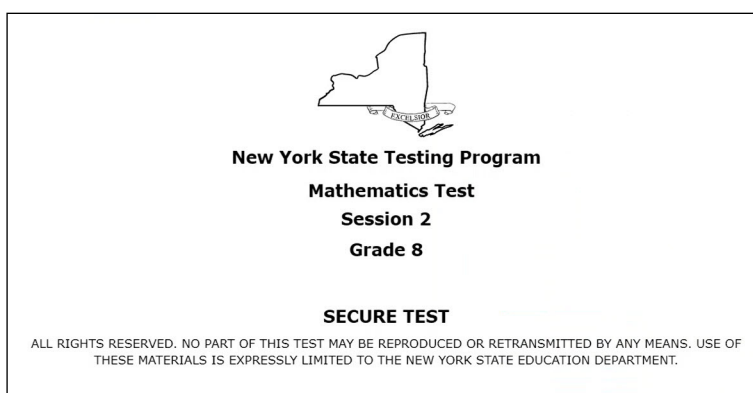 EXCELSIOR
New York State Testing Program
Mathematics Test
Session 2
Grade 8
SECURE TEST
ALL RIGHTS RESERVED. NO PART OF THIS TEST MAY BE REPRODUCED OR RETRANSMITTED BY ANY MEANS. USE OF
THESE MATERIALS IS EXPRESSLY LIMITED TO THE NEW YORK STATE EDUCATION DEPARTMENT.